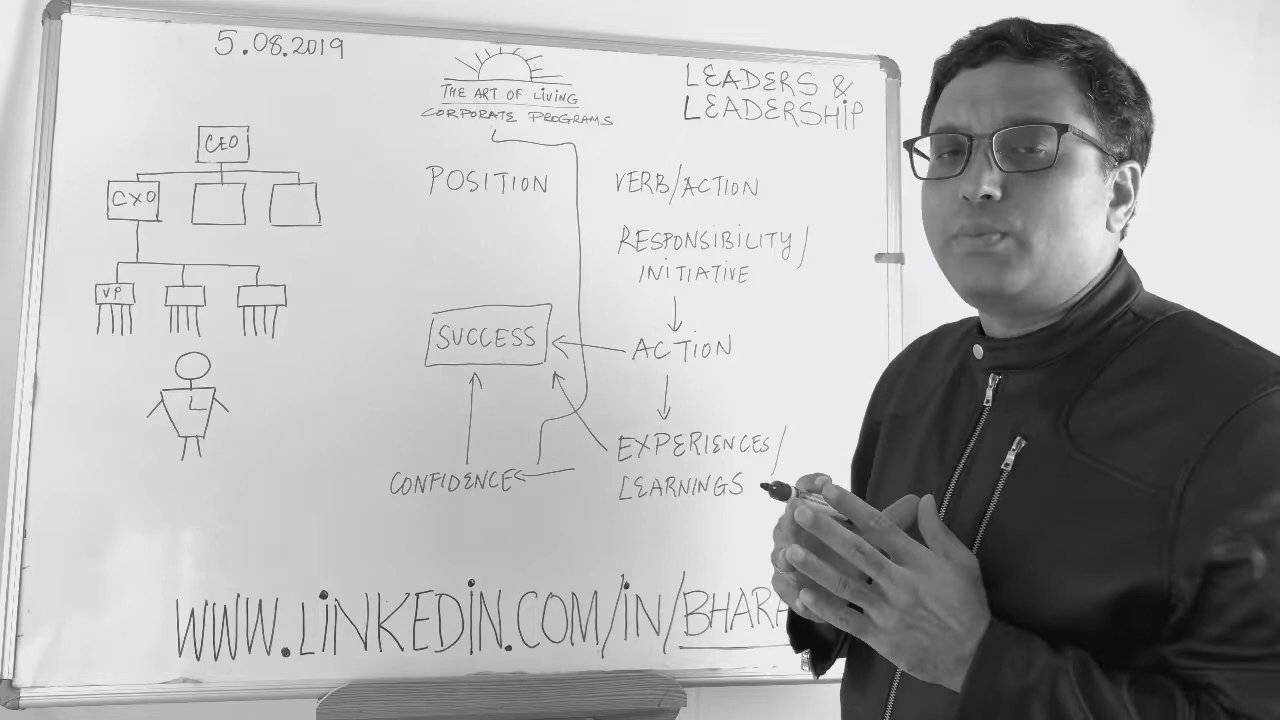 5.08.2019
THE ART OF LIVING
CORPORATE PROGRAMS
LEADERS &
LEADERSHIP
CEO
CXO
VP
L
POSITION
VERB/ACTION
RESPONSIBILITY/
INITIATIVE
SUCCESS
ACTION
EXPERIENCES/
LEARNINGS
CONFIDENCE
WWW.LiNKEDiN.COM/iN/BHARA